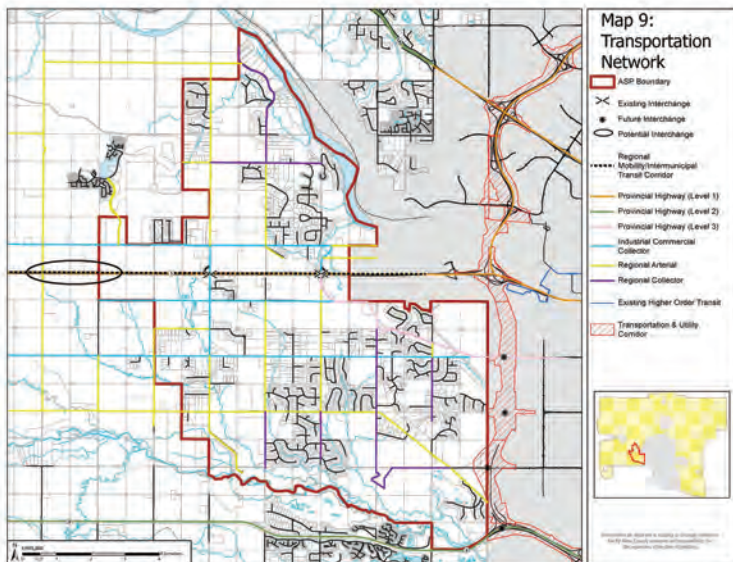 Map 9:
Transportation
Network
ASP Boundary
Existing Interchange
Future Interchange
Potential Interchange
Regional
Mobility/Intermunicipal
Transit Corridor
Provincial Highway (Level 1)
Provincial Highway (Level 2)
Provincial Highway (Level 3)
Industrial Commercial
Collector
Regional Arterial
Regional Collector
Existing Higher Order Transit
Transportation & Utility
Corridor
N